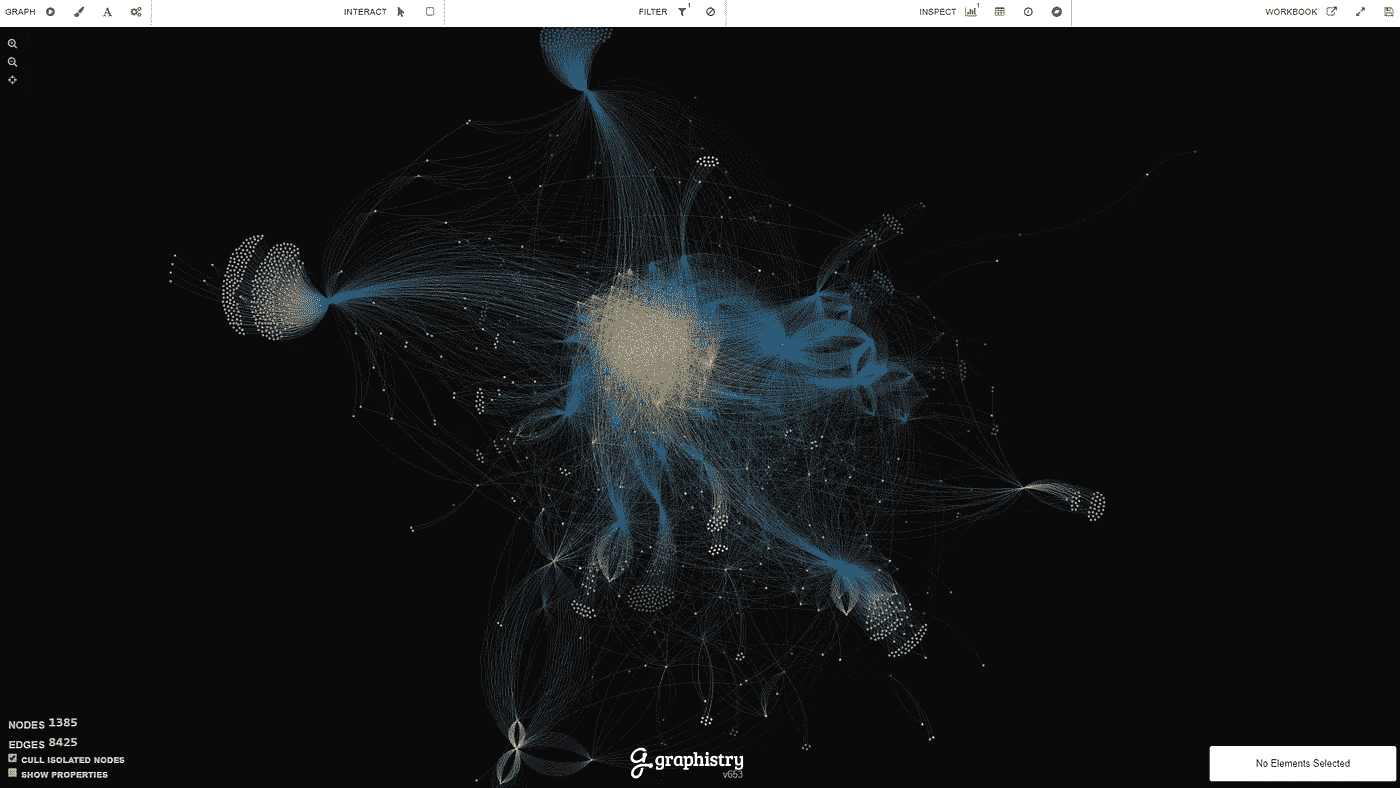 GRAPH
INTERACT
FILTER 1
INSPECT 1
WORKBOOK
NODES 1385
EDGES 8425
CULL ISOLATED NODES
SHOW PROPERTIES
graphistry
v653
No Elements Selected